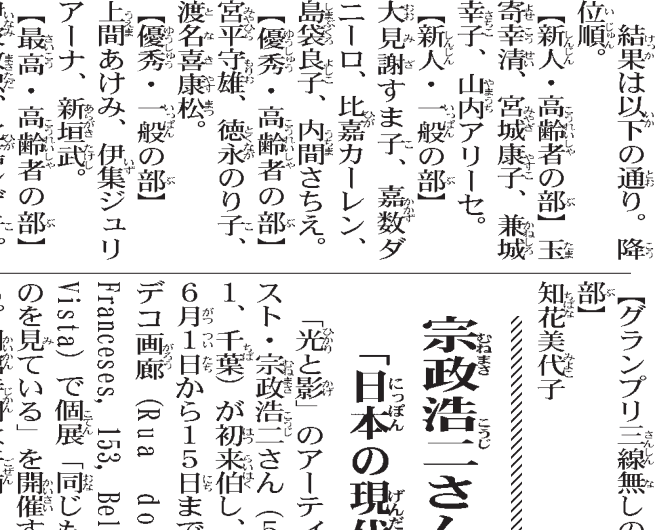 結果は以下の通り。降
位順。
【新人・高齢者の部】玉
寄幸清、宮城康子、兼城
幸子、山内アリーセ。
【新人・一般の部】
大見謝すま子、嘉数ダ
ニーロ、比嘉カーレン、
島袋良子、内間さちえ。
【優秀・高齢者の部】
宮平守雄、徳永のり子、
渡名喜康松。
【優秀・一般の部】
上間あけみ、伊集ジュリ
アーナ、新垣武。
【最高・高齢者の部】
【グランプリ三線無しの
部】
知花美代子
宗政浩二さん
「日本の現代
「光と影」のアーティ
スト・宗政浩二さん（5
1、千葉）が初来伯し、
6月1日から15日まで
デコ画廊（Rua do
Franceses, 153, Bel
Vista）で個展「同じも
のを見ている」を開催す